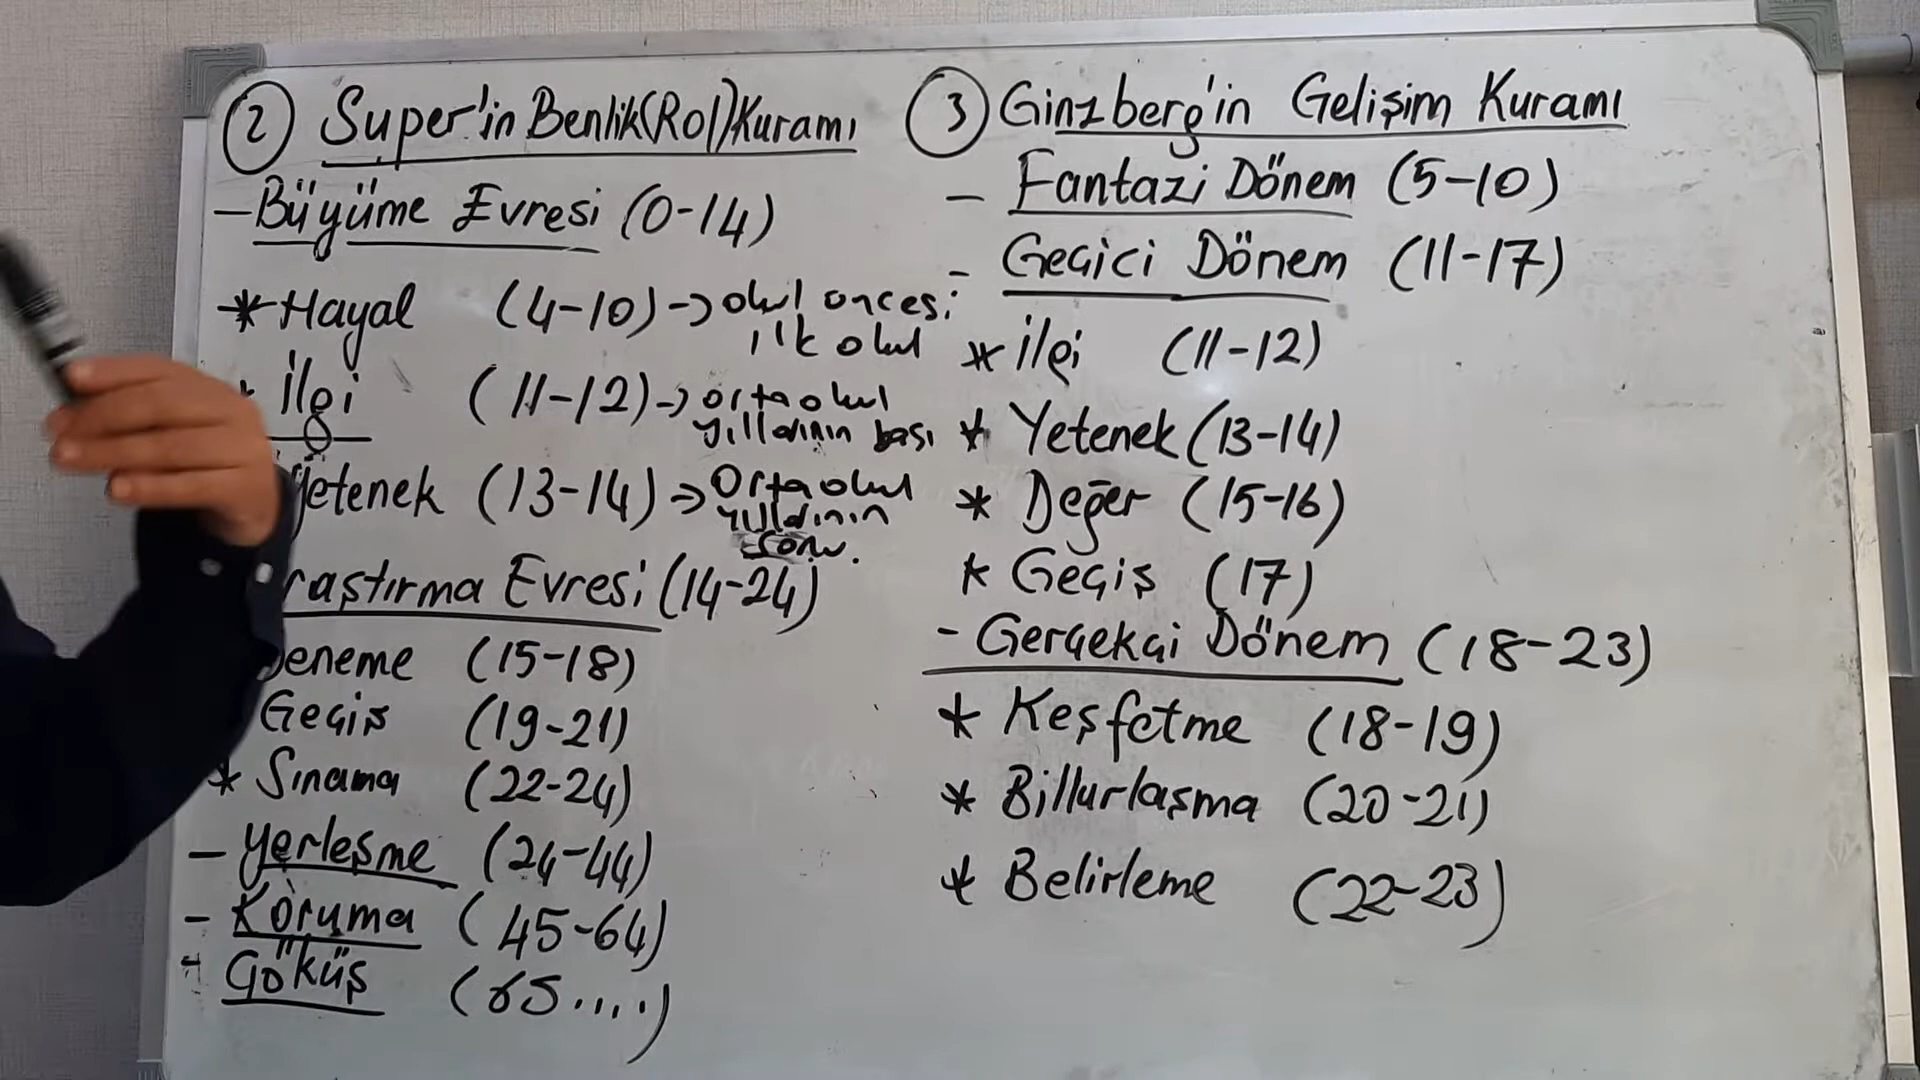 2 Super'in Benlik(Rol)Kuramı
- Büyüme Evresi (0-14)
* Hayal (4-10) → okul öncesi
ilkokul
* İlgi (11-12) → ortaokul
yıllarının başı
Yetenek (13-14) → Ortaokul
yıllarının
sonu.
raştırma Evresi (14-24)
eneme (15-18)
Geçiş (19-21)
* Sınama (22-24)
- Yerleşme (24-44)
- Koruma (45-64)
- Çöküş (65....)
3 Ginzberg'in Gelişim Kuramı
- Fantazi Dönem (5-10)
- Geçici Dönem (11-17)
* İlgi (11-12)
* Yetenek (13-14)
* Değer (15-16)
* Geçiş (17)
- Gerçekçi Dönem (18-23)
* Keşfetme (18-19)
* Billurlaşma (20-21)
* Belirleme (22-23)